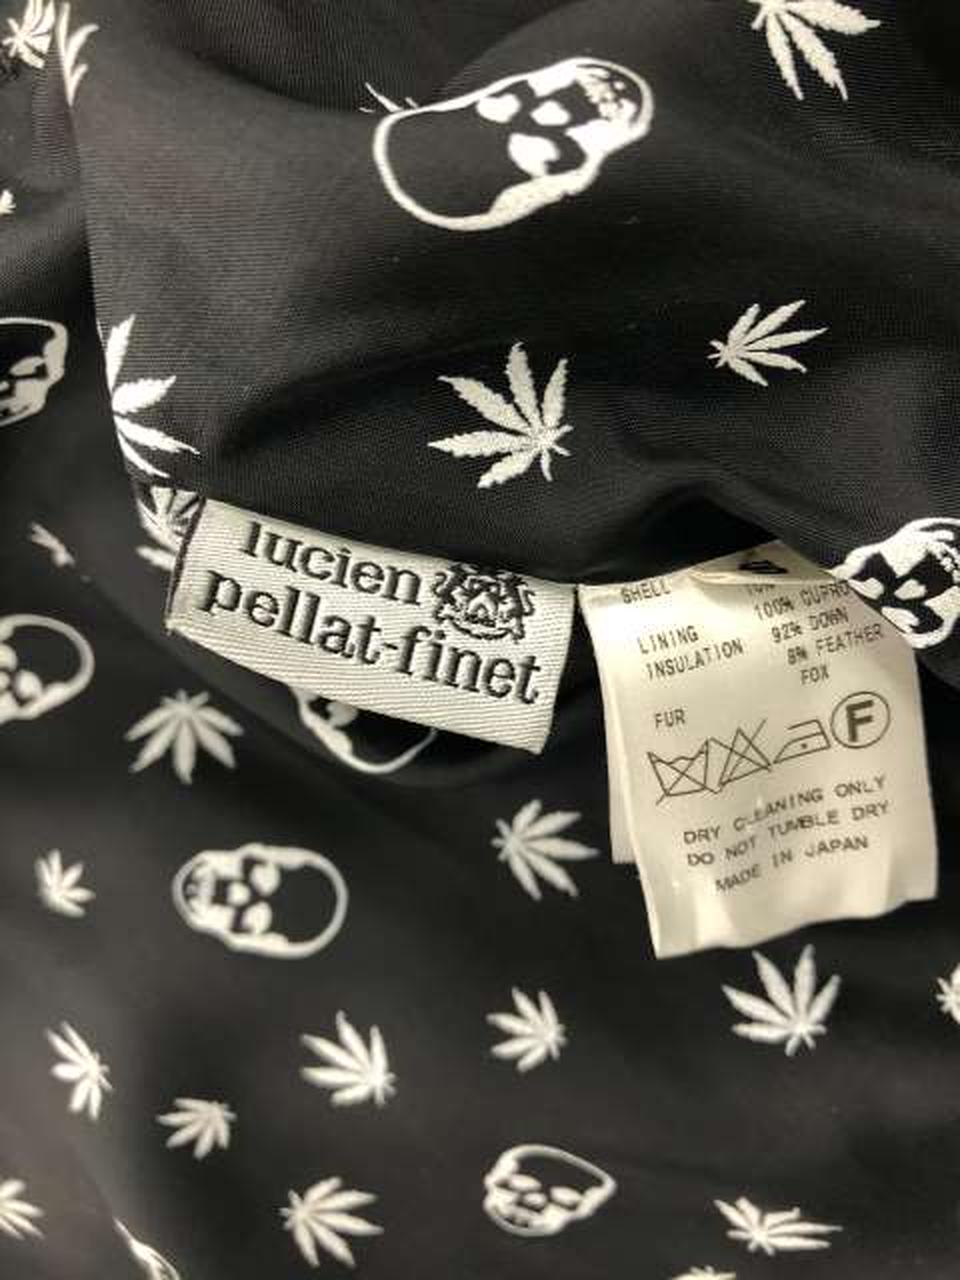 lucien
pellat-finet
SHELL
LINING 100% CUPRO
INSULATION 92% DOWN
8% FEATHER
FUR FOX
F
DRY CLEANING ONLY
DO NOT TUMBLE DRY
MADE IN JAPAN